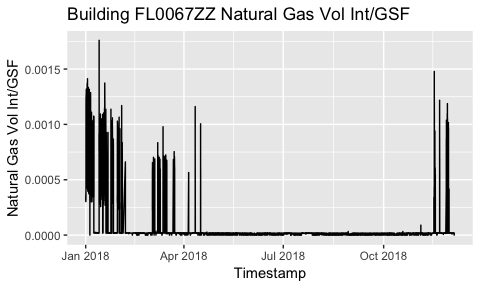 Building FL0067ZZ Natural Gas Vol Int/GSF
Natural Gas Vol Int/GSF
0.0015
0.0010
0.0005
0.0000
Jan 2018
Apr 2018
Jul 2018
Oct 2018
Timestamp